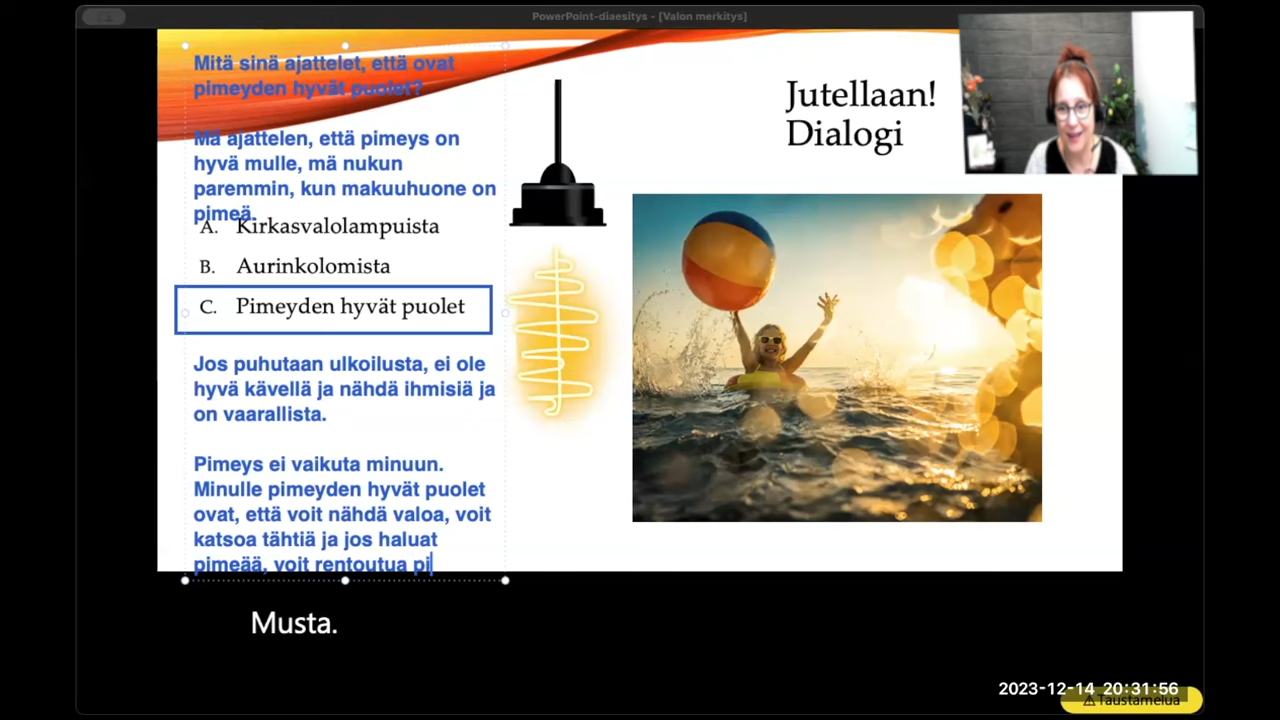 PowerPoint-diaesitys - [Valon merkitys]
Mitä sinä ajattelet, että ovat
pimeyden hyvät puolet?
Mä ajattelen, että pimeys on
hyvä mulle, mä nukun
paremmin, kun makuuhuone on
pimeä.
A. Kirkasvalolampuista
B. Aurinkolomista
C. Pimeyden hyvät puolet
Jos puhutaan ulkoilusta, ei ole
hyvä kävellä ja nähdä ihmisiä ja
on vaarallista.
Pimeys ei vaikuta minuun.
Minulle pimeyden hyvät puolet
ovat, että voit nähdä valoa, voit
katsoa tähtiä ja jos haluat
pimeää, voit rentoutua pi
Jutellaan!
Dialogi
Musta.
2023-12-14 20:31:56
Taustamelua